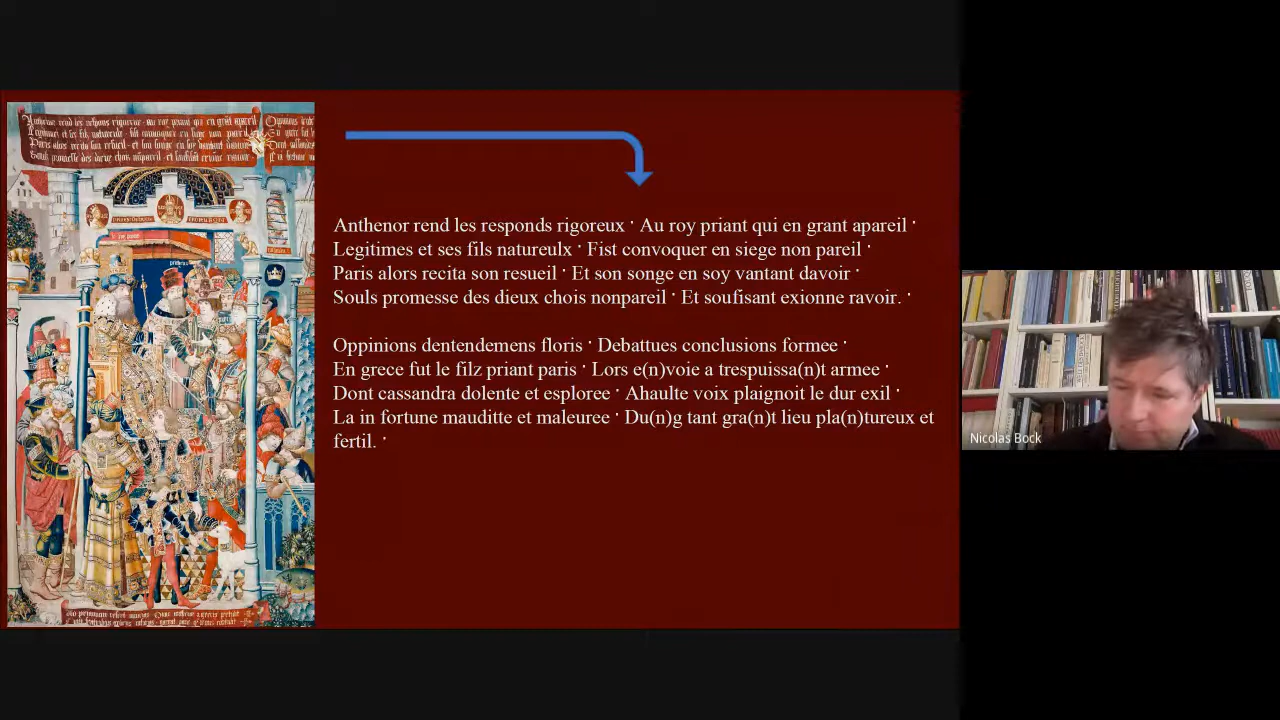 Anthenor rend les responds rigoreux · Au roy priant qui en grant apareil ·
Legitimes et ses fils natureulx · Fist convoquer en siege non pareil ·
Paris alors recita son resueil · Et son songe en soy vantant davoir ·
Souls promesse des dieux chois nonpareil · Et soufisant exionne ravoir. ·
Oppinions dentendemens floris · Debattues conclusions formee ·
En grece fut le filz priant paris · Lors e(n)voie a trespuissa(n)t armee ·
Dont cassandra dolente et esploree · Ahaulte voix plaignoit le dur exil ·
La in fortune mauditte et maleuree · Du(n)g tant gra(n)t lieu pla(n)tureux et
fertil. ·
Nicolas Bock